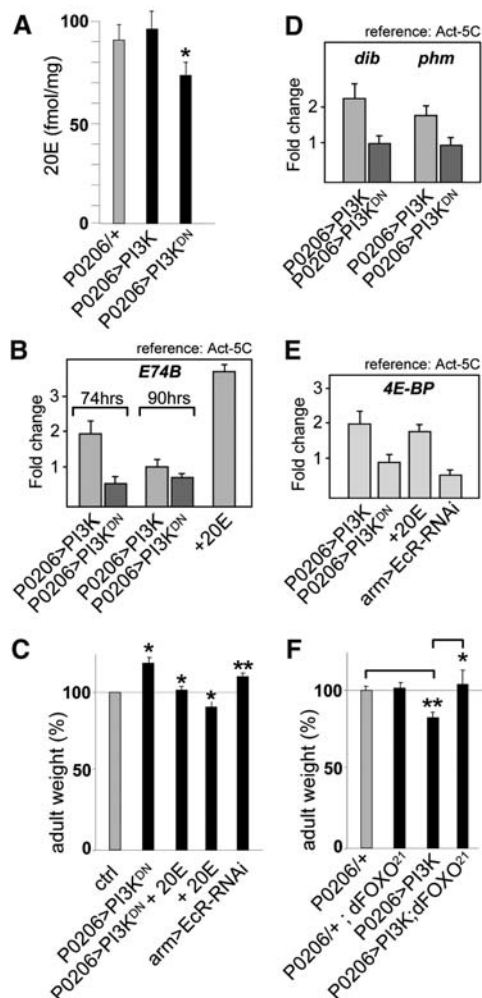 A
20E (fmol/mg)
100
50
0
P0206/+
P0206>PI3K
P0206>PI3K^DN
*
B
reference: Act-5C
E74B
74hrs
90hrs
Fold change
3
2
1
P0206>PI3K
P0206>PI3K^DN
P0206>PI3K
P0206>PI3K^DN
+20E
C
adult weight (%)
100
50
0
* * * **
ctrl
P0206>PI3K^DN
P0206>PI3K^DN + 20E
+ 20E
arm>EcR-RNAi
D
reference: Act-5C
dib phm
Fold change
2
1
P0206>PI3K
P0206>PI3K^DN
P0206>PI3K
P0206>PI3K^DN
E
reference: Act-5C
4E-BP
Fold change
2
1
P0206>PI3K
P0206>PI3K^DN
+20E
arm>EcR-RNAi
F
adult weight (%)
100
50
0
** *
P0206/+
P0206/+ ; dFOXO^21
P0206>PI3K
P0206>PI3K;dFOXO^21